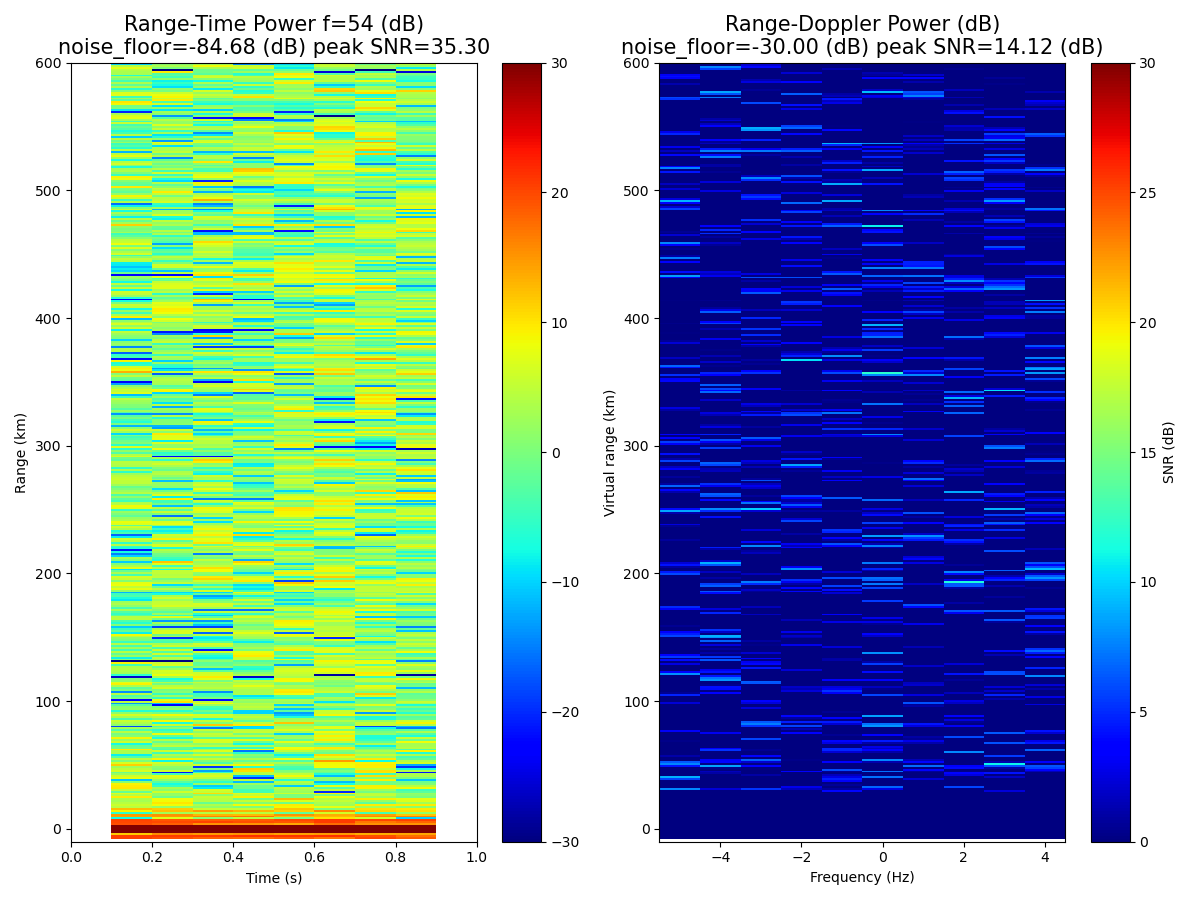 Range-Time Power f=54 (dB)
noise_floor=-84.68 (dB) peak SNR=35.30
Range (km)
600
500
400
300
200
100
0
0.0 0.2 0.4 0.6 0.8 1.0
Time (s)
30
20
10
0
−10
−20
−30
Range-Doppler Power (dB)
noise_floor=-30.00 (dB) peak SNR=14.12 (dB)
Virtual range (km)
600
500
400
300
200
100
0
−4 −2 0 2 4
Frequency (Hz)
30
25
20
15
10
5
0
SNR (dB)